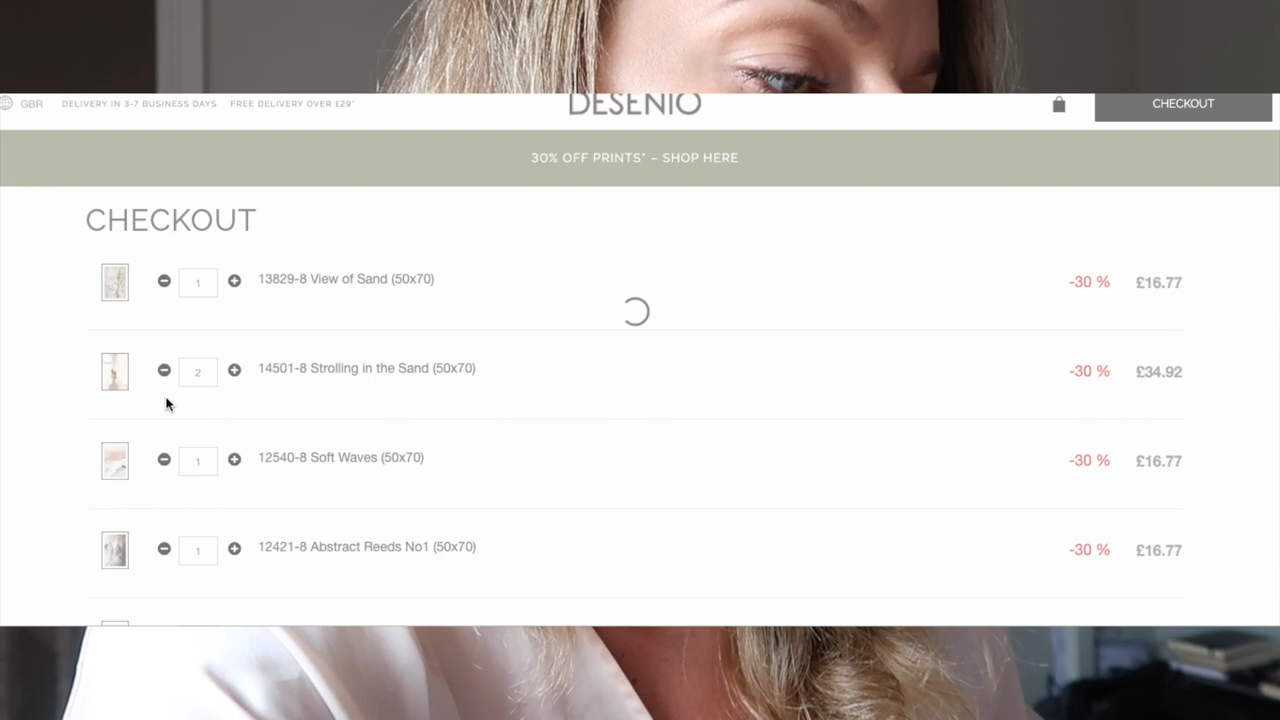 GBR DELIVERY IN 3-7 BUSINESS DAYS FREE DELIVERY OVER £29* DESENIO CHECKOUT
30% OFF PRINTS* – SHOP HERE
CHECKOUT
1 13829-8 View of Sand (50x70) -30 % £16.77
2 14501-8 Strolling in the Sand (50x70) -30 % £34.92
1 12540-8 Soft Waves (50x70) -30 % £16.77
1 12421-8 Abstract Reeds No1 (50x70) -30 % £16.77